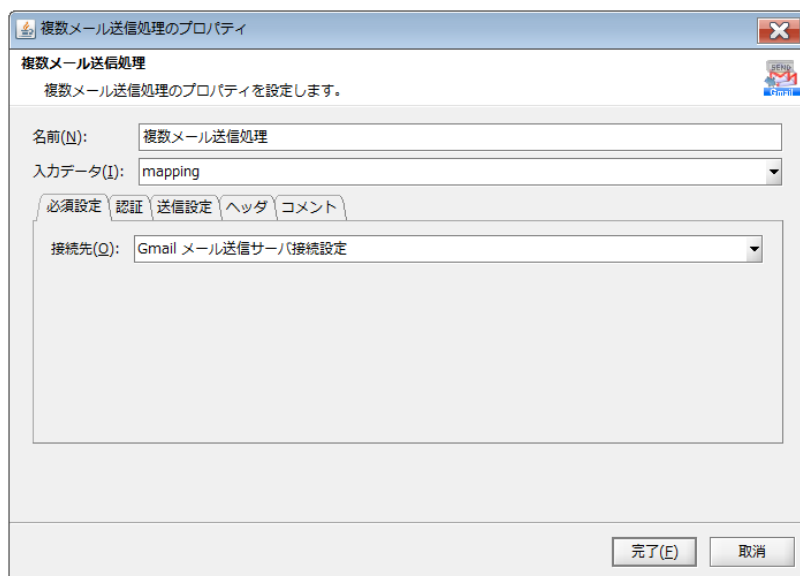 複数メール送信処理のプロパティ
複数メール送信処理
複数メール送信処理のプロパティを設定します。
SEND
Gmail
名前(N): 複数メール送信処理
入力データ(I): mapping
必須設定 認証 送信設定 ヘッダ コメント
接続先(O): Gmail メール送信サーバ接続設定
完了(F) 取消